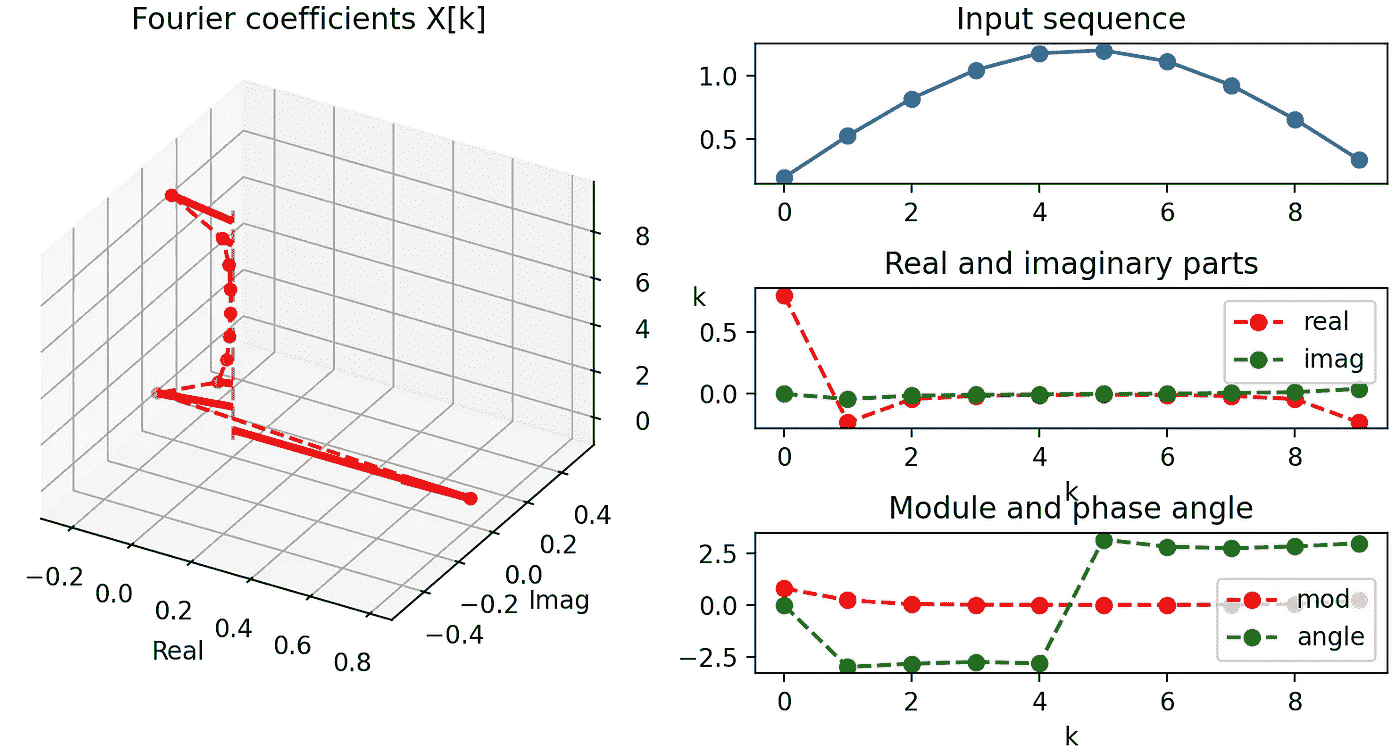 Fourier coefficients X[k]
8
6
4
2
0
k
0.4
0.2
0.0
−0.2
−0.4
Imag
−0.2
0.0
0.2
0.4
0.6
0.8
Real
Input sequence
1.0
0.5
0 2 4 6 8
Real and imaginary parts
0.5
0.0
real
imag
0 2 4 6 8
k
Module and phase angle
2.5
0.0
−2.5
mod
angle
0 2 4 6 8
k